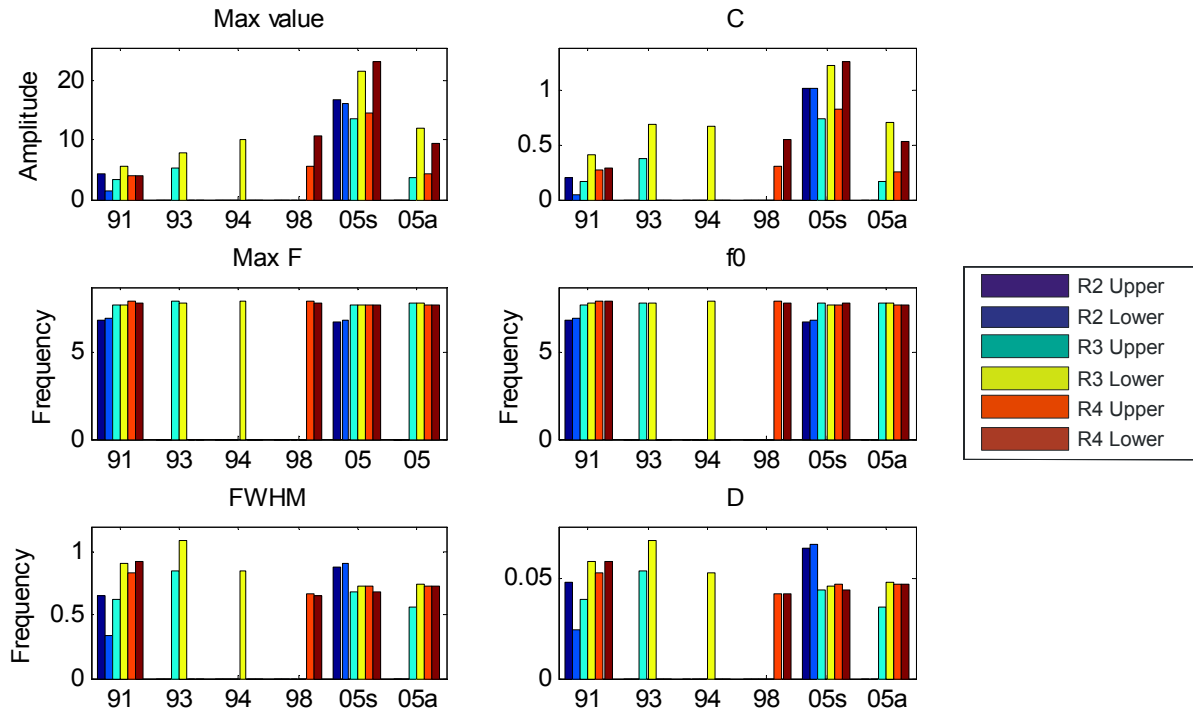 Max value
Amplitude
20
10
0
91 93 94 98 05s 05a
C
1
0.5
0
91 93 94 98 05s 05a
Max F
Frequency
5
0
91 93 94 98 05 05
f0
Frequency
5
0
91 93 94 98 05s 05a
FWHM
Frequency
1
0.5
0
91 93 94 98 05s 05a
D
0.05
0
91 93 94 98 05s 05a
R2 Upper
R2 Lower
R3 Upper
R3 Lower
R4 Upper
R4 Lower